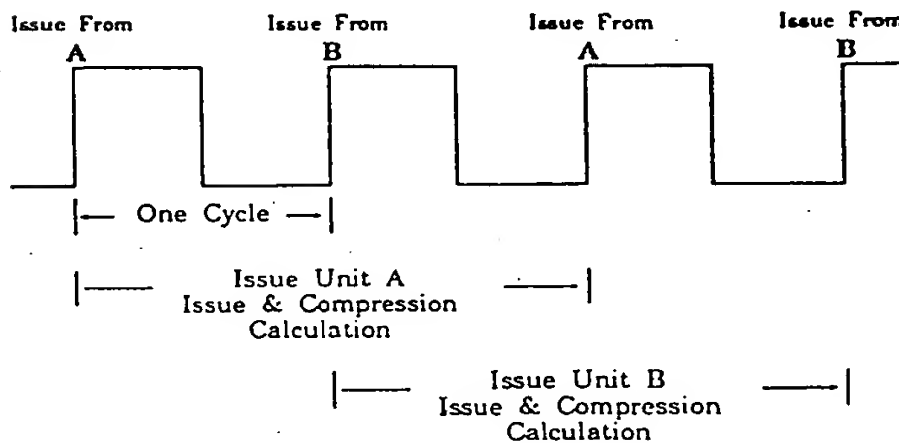 Issue From Issue From Issue From Issue From
A B A B
One Cycle
Issue Unit A
Issue & Compression
Calculation
Issue Unit B
Issue & Compression
Calculation